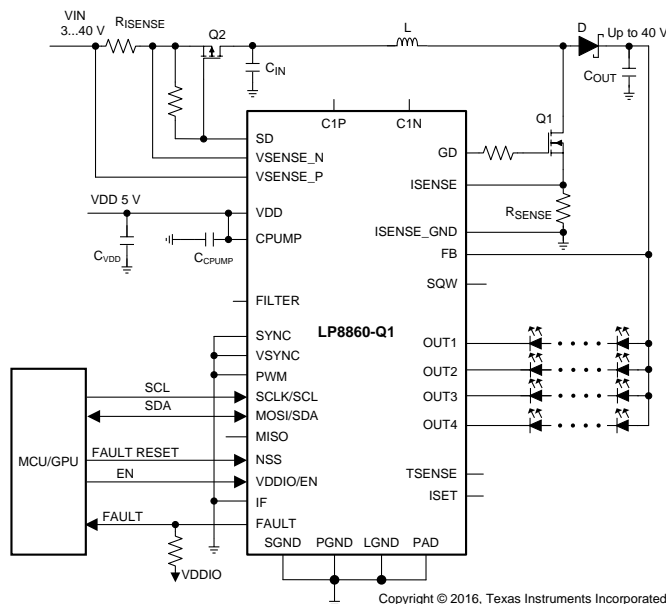 VIN
3...40 V
RISENSE
Q2
L
D
Up to 40 V
CIN
COUT
C1P
C1N
Q1
SD
GD
VSENSE_N
VSENSE_P
ISENSE
RSENSE
VDD 5 V
VDD
CPUMP
CVDD
CCPUMP
ISENSE_GND
FB
SQW
FILTER
LP8860-Q1
SYNC
VSYNC
PWM
OUT1
OUT2
OUT3
OUT4
MCU/GPU
SCL
SCLK/SCL
SDA
MOSI/SDA
MISO
FAULT RESET
NSS
EN
VDDIO/EN
TSENSE
ISET
IF
FAULT
FAULT
VDDIO
SGND
PGND
LGND
PAD
Copyright © 2016, Texas Instruments Incorporated